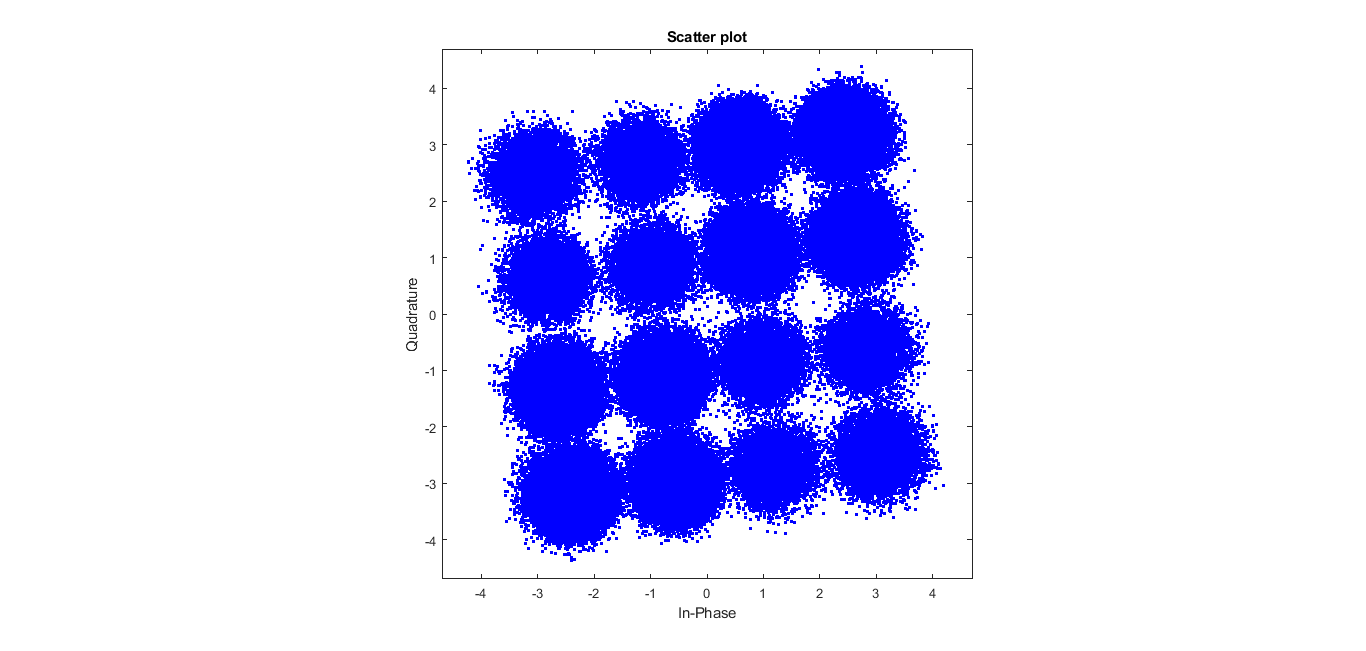 Scatter plot
4
3
2
1
0
-1
-2
-3
-4
Quadrature
-4 -3 -2 -1 0 1 2 3 4
In-Phase